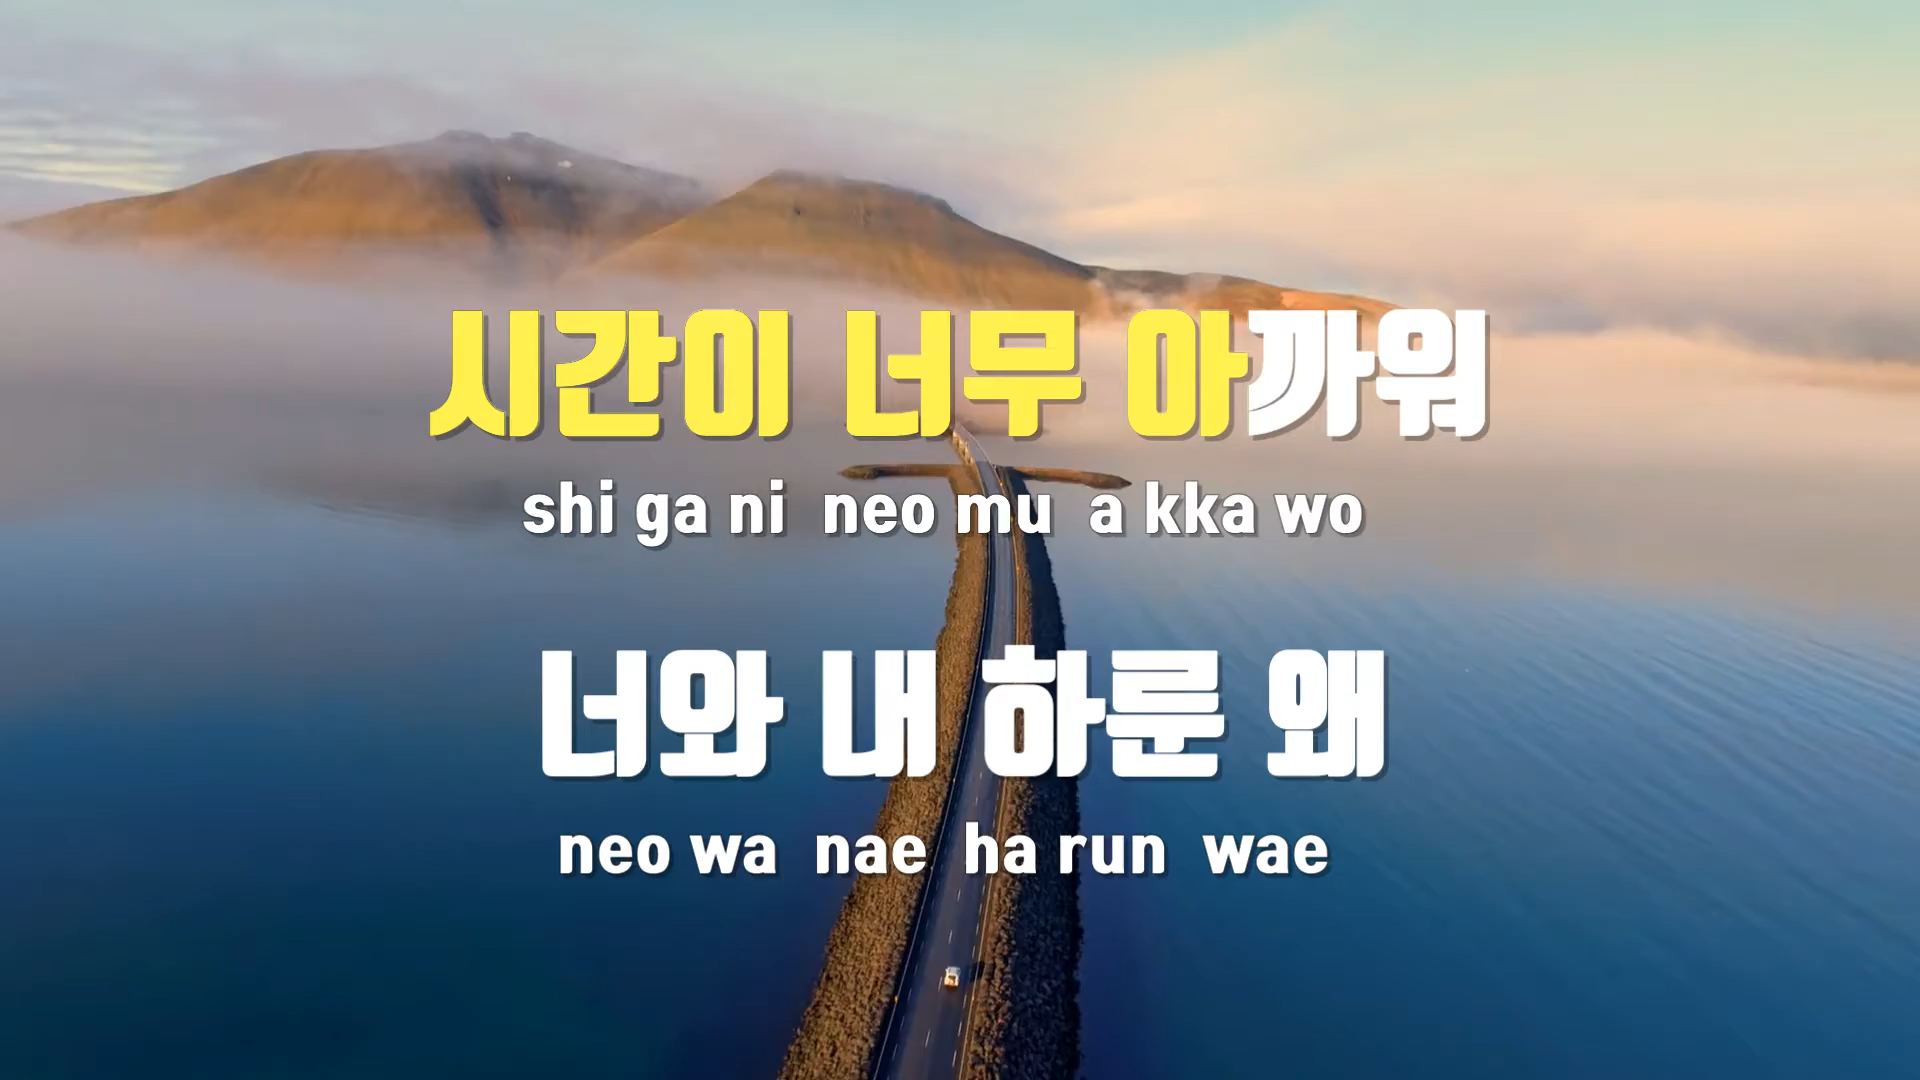 시간이 너무 아까워
shi ga ni neo mu a kka wo
너와 내 하룬 왜
neo wa nae ha run wae